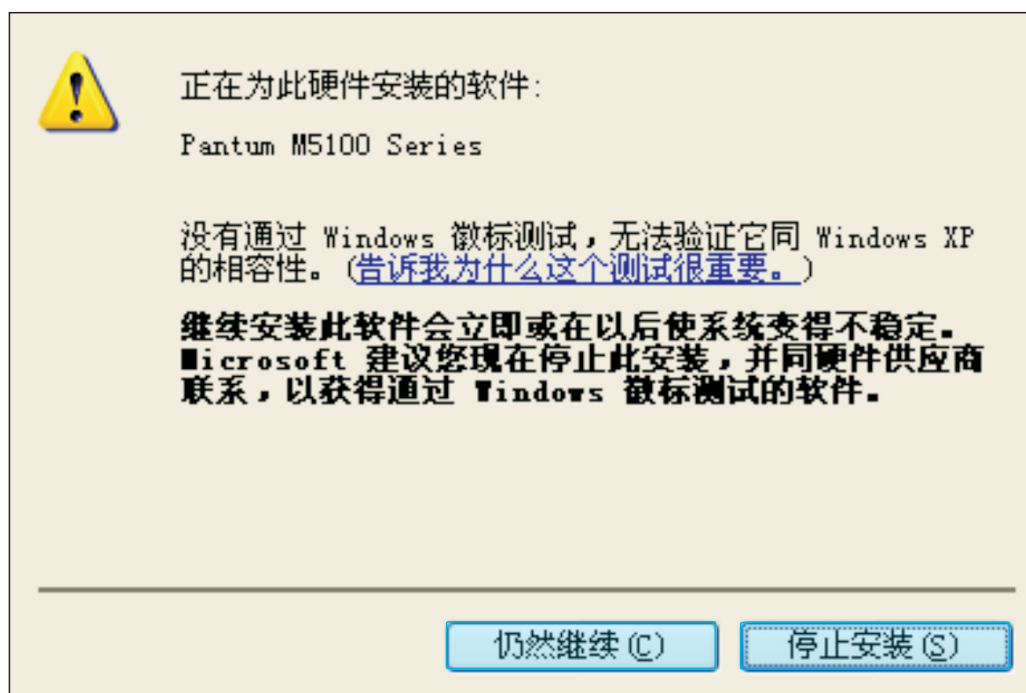 正在为此硬件安装的软件:
Pantum M5100 Series
没有通过 Windows 徽标测试，无法验证它同 Windows XP
的相容性。(告诉我为什么这个测试很重要。)
继续安装此软件会立即或在以后使系统变得不稳定。
Microsoft 建议您现在停止此安装，并同硬件供应商
联系，以获得通过 Windows 徽标测试的软件。
仍然继续(C)
停止安装(S)